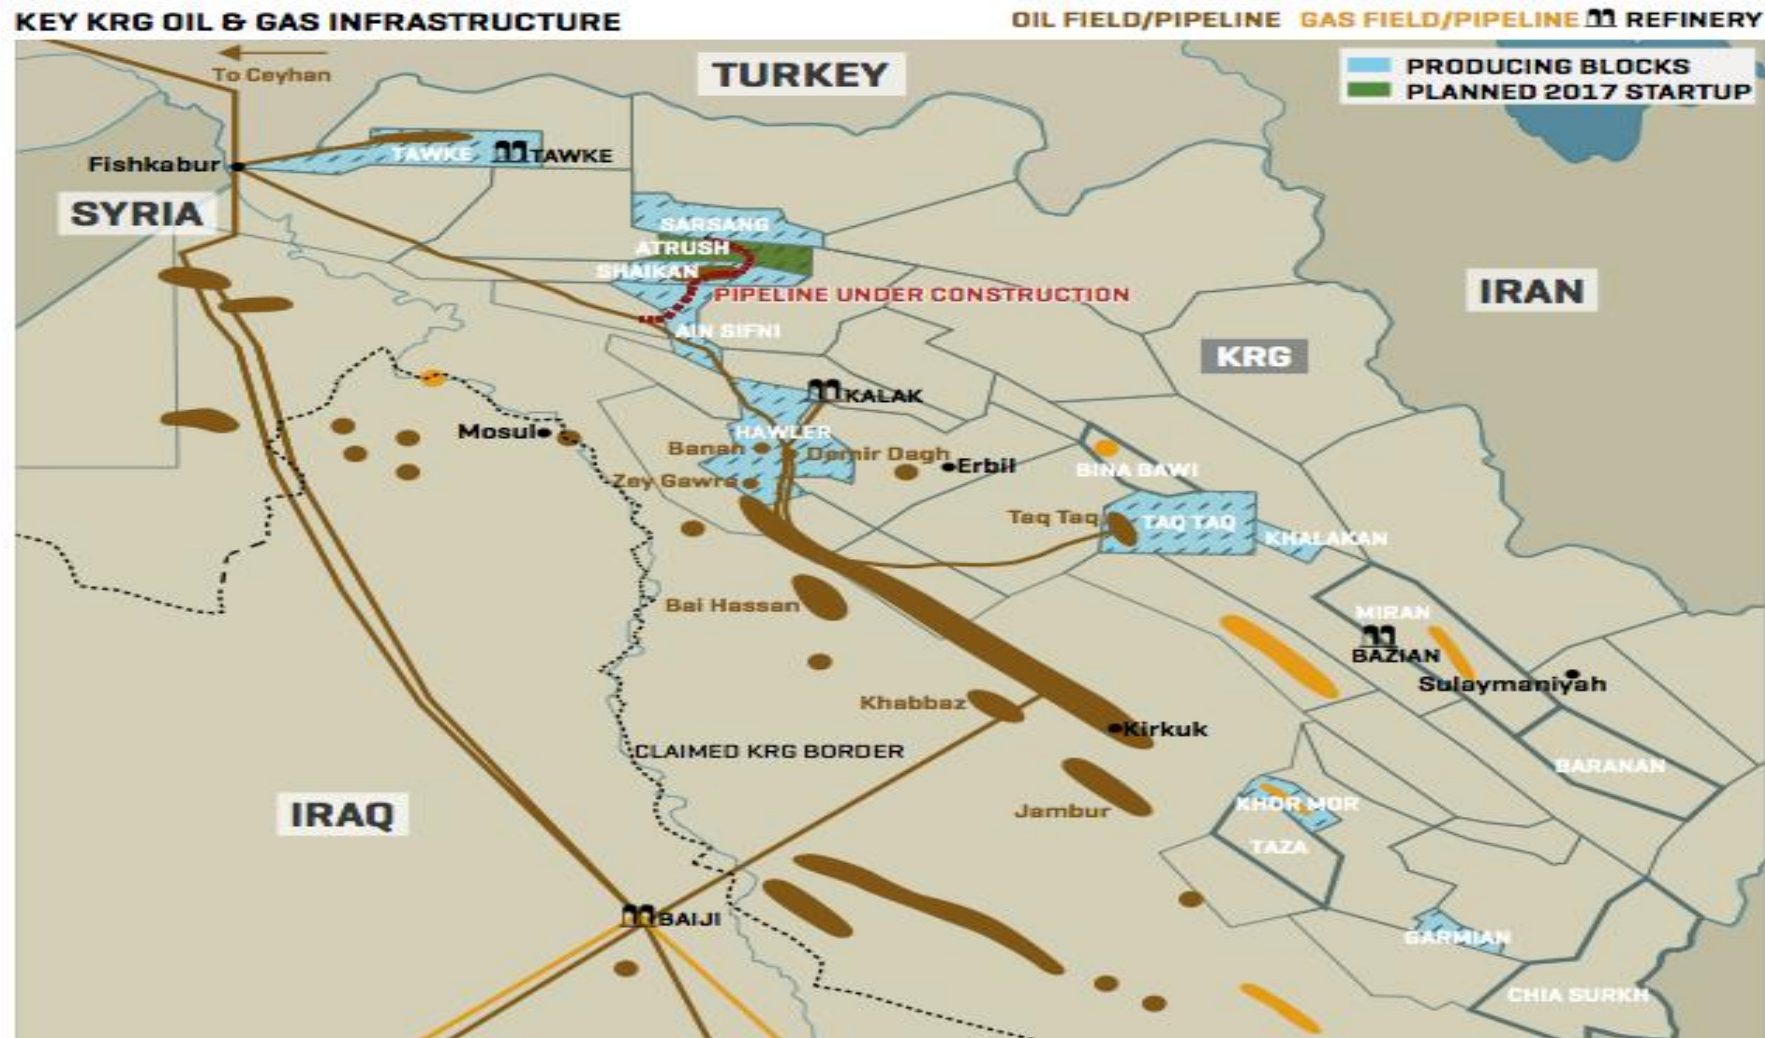 KEY KRG OIL & GAS INFRASTRUCTURE
OIL FIELD/PIPELINE GAS FIELD/PIPELINE REFINERY
PRODUCING BLOCKS
PLANNED 2017 STARTUP
To Ceyhan
TURKEY
TAWKE
TAWKE
Fishkabur
SYRIA
SARSANG
ATRUSH
SHAIKAN
PIPELINE UNDER CONSTRUCTION
IRAN
AIN SIFNI
KRG
KALAK
Mosul
HAWLER
Banan
Demir Dagh
Erbil
BINA BAWI
Zey Gawra
Taq Taq
TAQ TAQ
KHALAKAN
Bai Hassan
MIRAN
BAZIAN
Sulaymaniyah
Khabbaz
Kirkuk
CLAIMED KRG BORDER
BARANAN
IRAQ
Jambur
KHOR MOR
TAZA
BAIJI
GARMIAN
CHIA SURKH